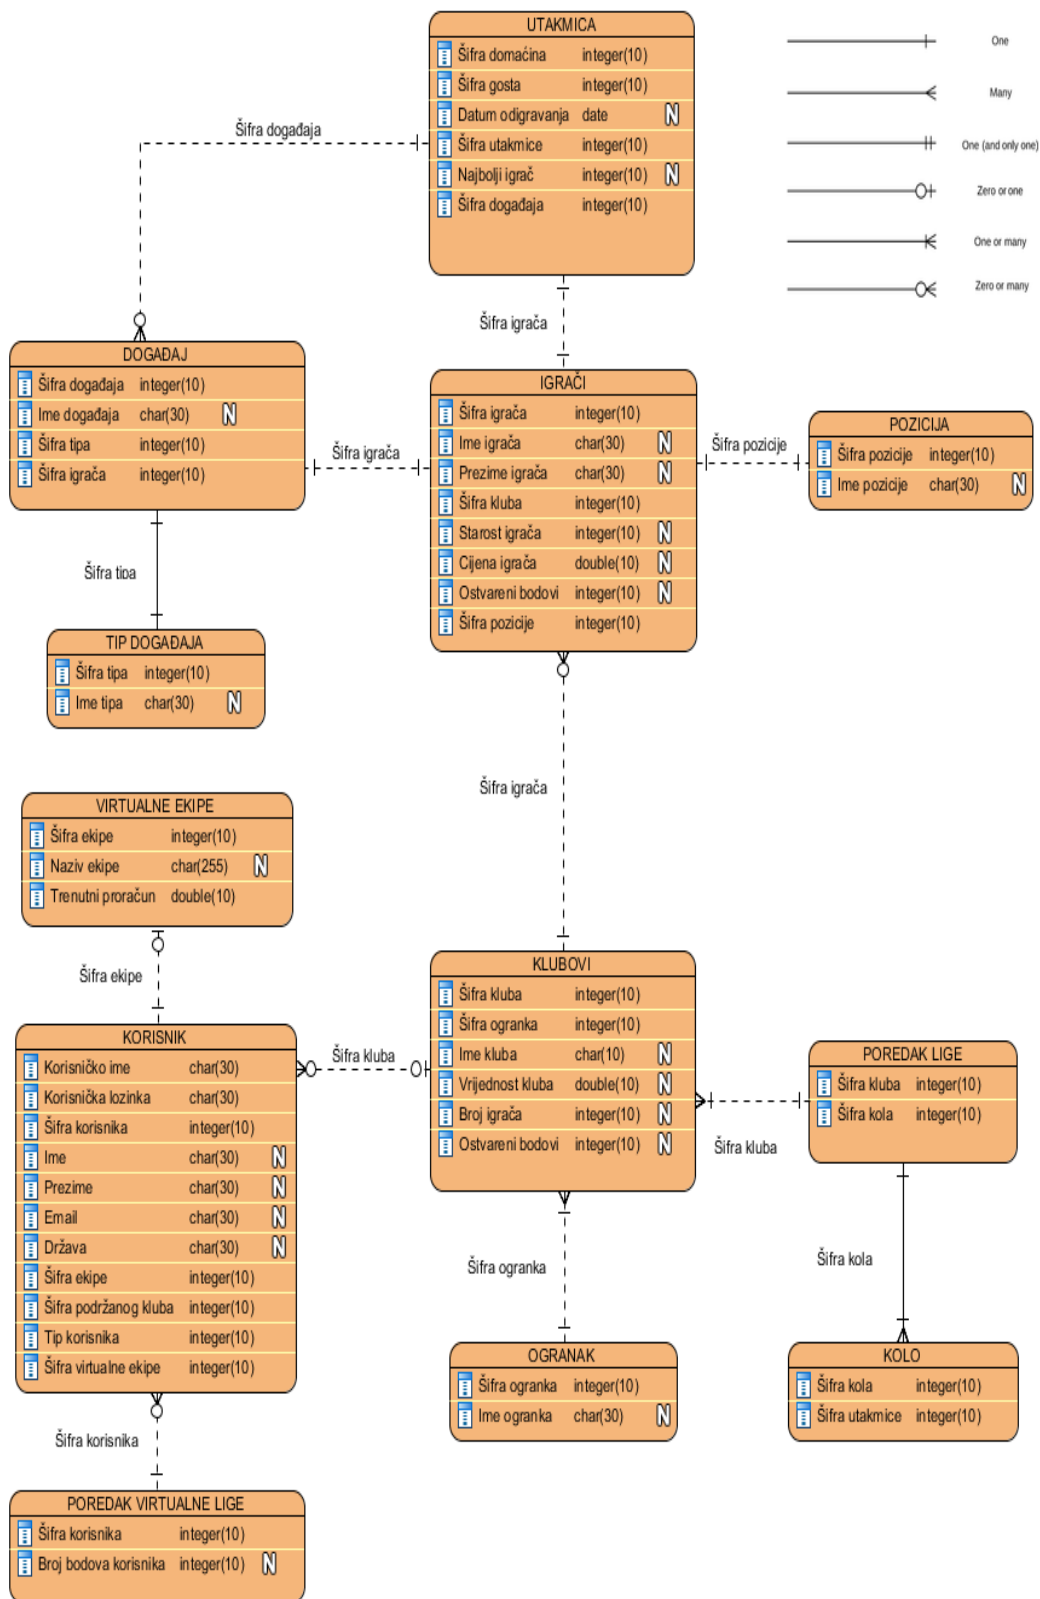 UTAKMICA
Šifra domaćina integer(10)
Šifra gosta integer(10)
Datum odigravanja date N
Šifra utakmice integer(10)
Najbolji igrač integer(10) N
Šifra događaja integer(10)
One
Many
One (and only one)
Zero or one
One or many
Zero or many
Šifra događaja
Šifra igrača
DOGAĐAJ
Šifra događaja integer(10)
Ime događaja char(30) N
Šifra tipa integer(10)
Šifra igrača integer(10)
Šifra igrača
IGRAČI
Šifra igrača integer(10)
Ime igrača char(30) N
Prezime igrača char(30) N
Šifra kluba integer(10)
Starost igrača integer(10) N
Cijena igrača double(10) N
Ostvareni bodovi integer(10) N
Šifra pozicije integer(10)
Šifra pozicije
POZICIJA
Šifra pozicije integer(10)
Ime pozicije char(30) N
Šifra tipa
TIP DOGAĐAJA
Šifra tipa integer(10)
Ime tipa char(30) N
Šifra igrača
VIRTUALNE EKIPE
Šifra ekipe integer(10)
Naziv ekipe char(255) N
Trenutni proračun double(10)
Šifra ekipe
KORISNIK
Korisničko ime char(30)
Korisnička lozinka char(30)
Šifra korisnika integer(10)
Ime char(30) N
Prezime char(30) N
Email char(30) N
Država char(30) N
Šifra ekipe integer(10)
Šifra podržanog kluba integer(10)
Tip korisnika integer(10)
Šifra virtualne ekipe integer(10)
Šifra kluba
KLUBOVI
Šifra kluba integer(10)
Šifra ogranka integer(10)
Ime kluba char(10) N
Vrijednost kluba double(10) N
Broj igrača integer(10) N
Ostvareni bodovi integer(10) N
Šifra kluba
POREDAK LIGE
Šifra kluba integer(10)
Šifra kola integer(10)
Šifra ogranka
Šifra kola
OGRANAK
Šifra ogranka integer(10)
Ime ogranka char(30) N
KOLO
Šifra kola integer(10)
Šifra utakmice integer(10)
Šifra korisnika
POREDAK VIRTUALNE LIGE
Šifra korisnika integer(10)
Broj bodova korisnika integer(10) N